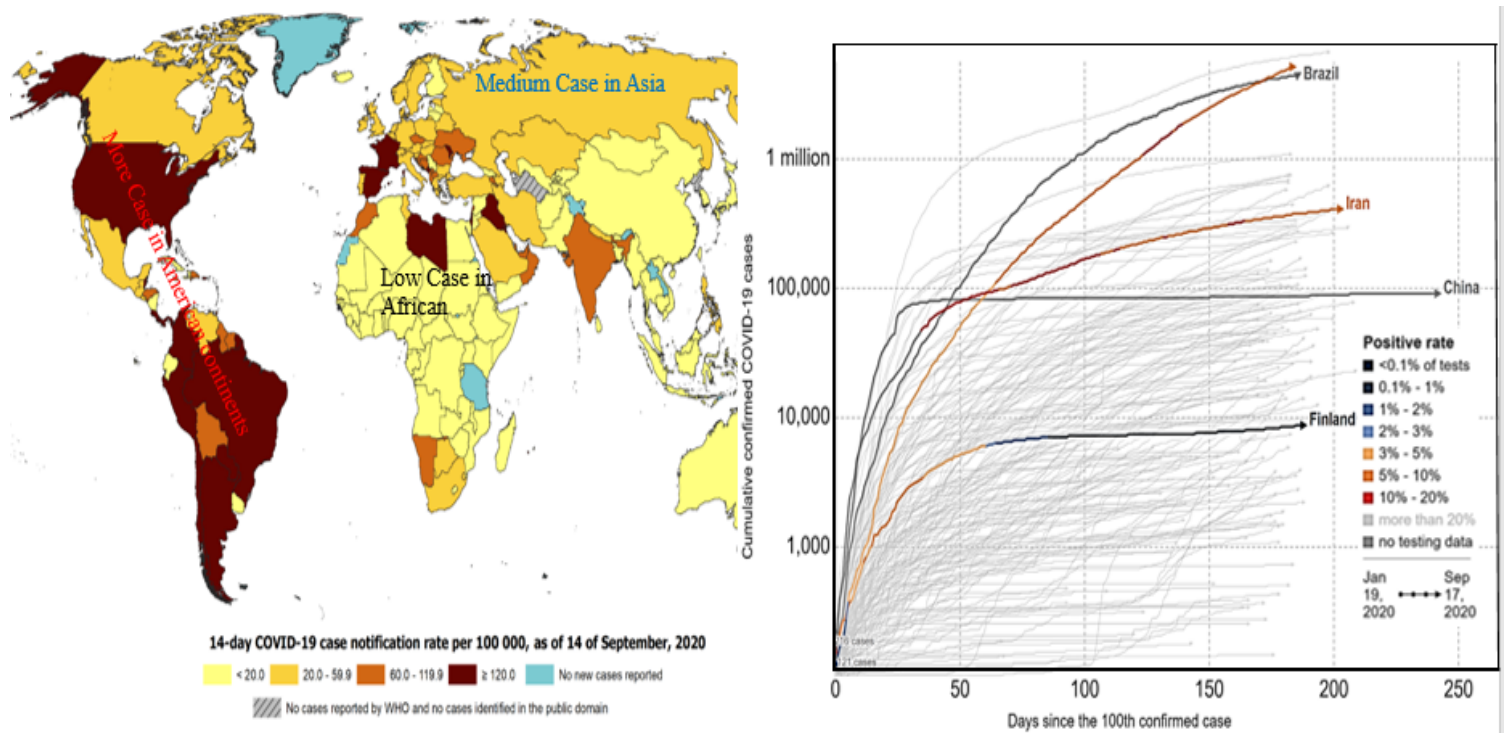 Medium Case in Asia
More Case in American continents
Low Case in
African
14-day COVID-19 case notification rate per 100 000, as of 14 of September, 2020
< 20.0
20.0 - 59.9
60.0 - 119.9
≥ 120.0
No new cases reported
No cases reported by WHO and no cases identified in the public domain
Cumulative confirmed COVID-19 cases
1 million
100,000
10,000
1,000
Brazil
Iran
China
Finland
Positive rate
<0.1% of tests
0.1% - 1%
1% - 2%
2% - 3%
3% - 5%
5% - 10%
10% - 20%
more than 20%
no testing data
Jan
19,
2020
Sep
17,
2020
cases
121 cases
0
50
100
150
200
250
Days since the 100th confirmed case